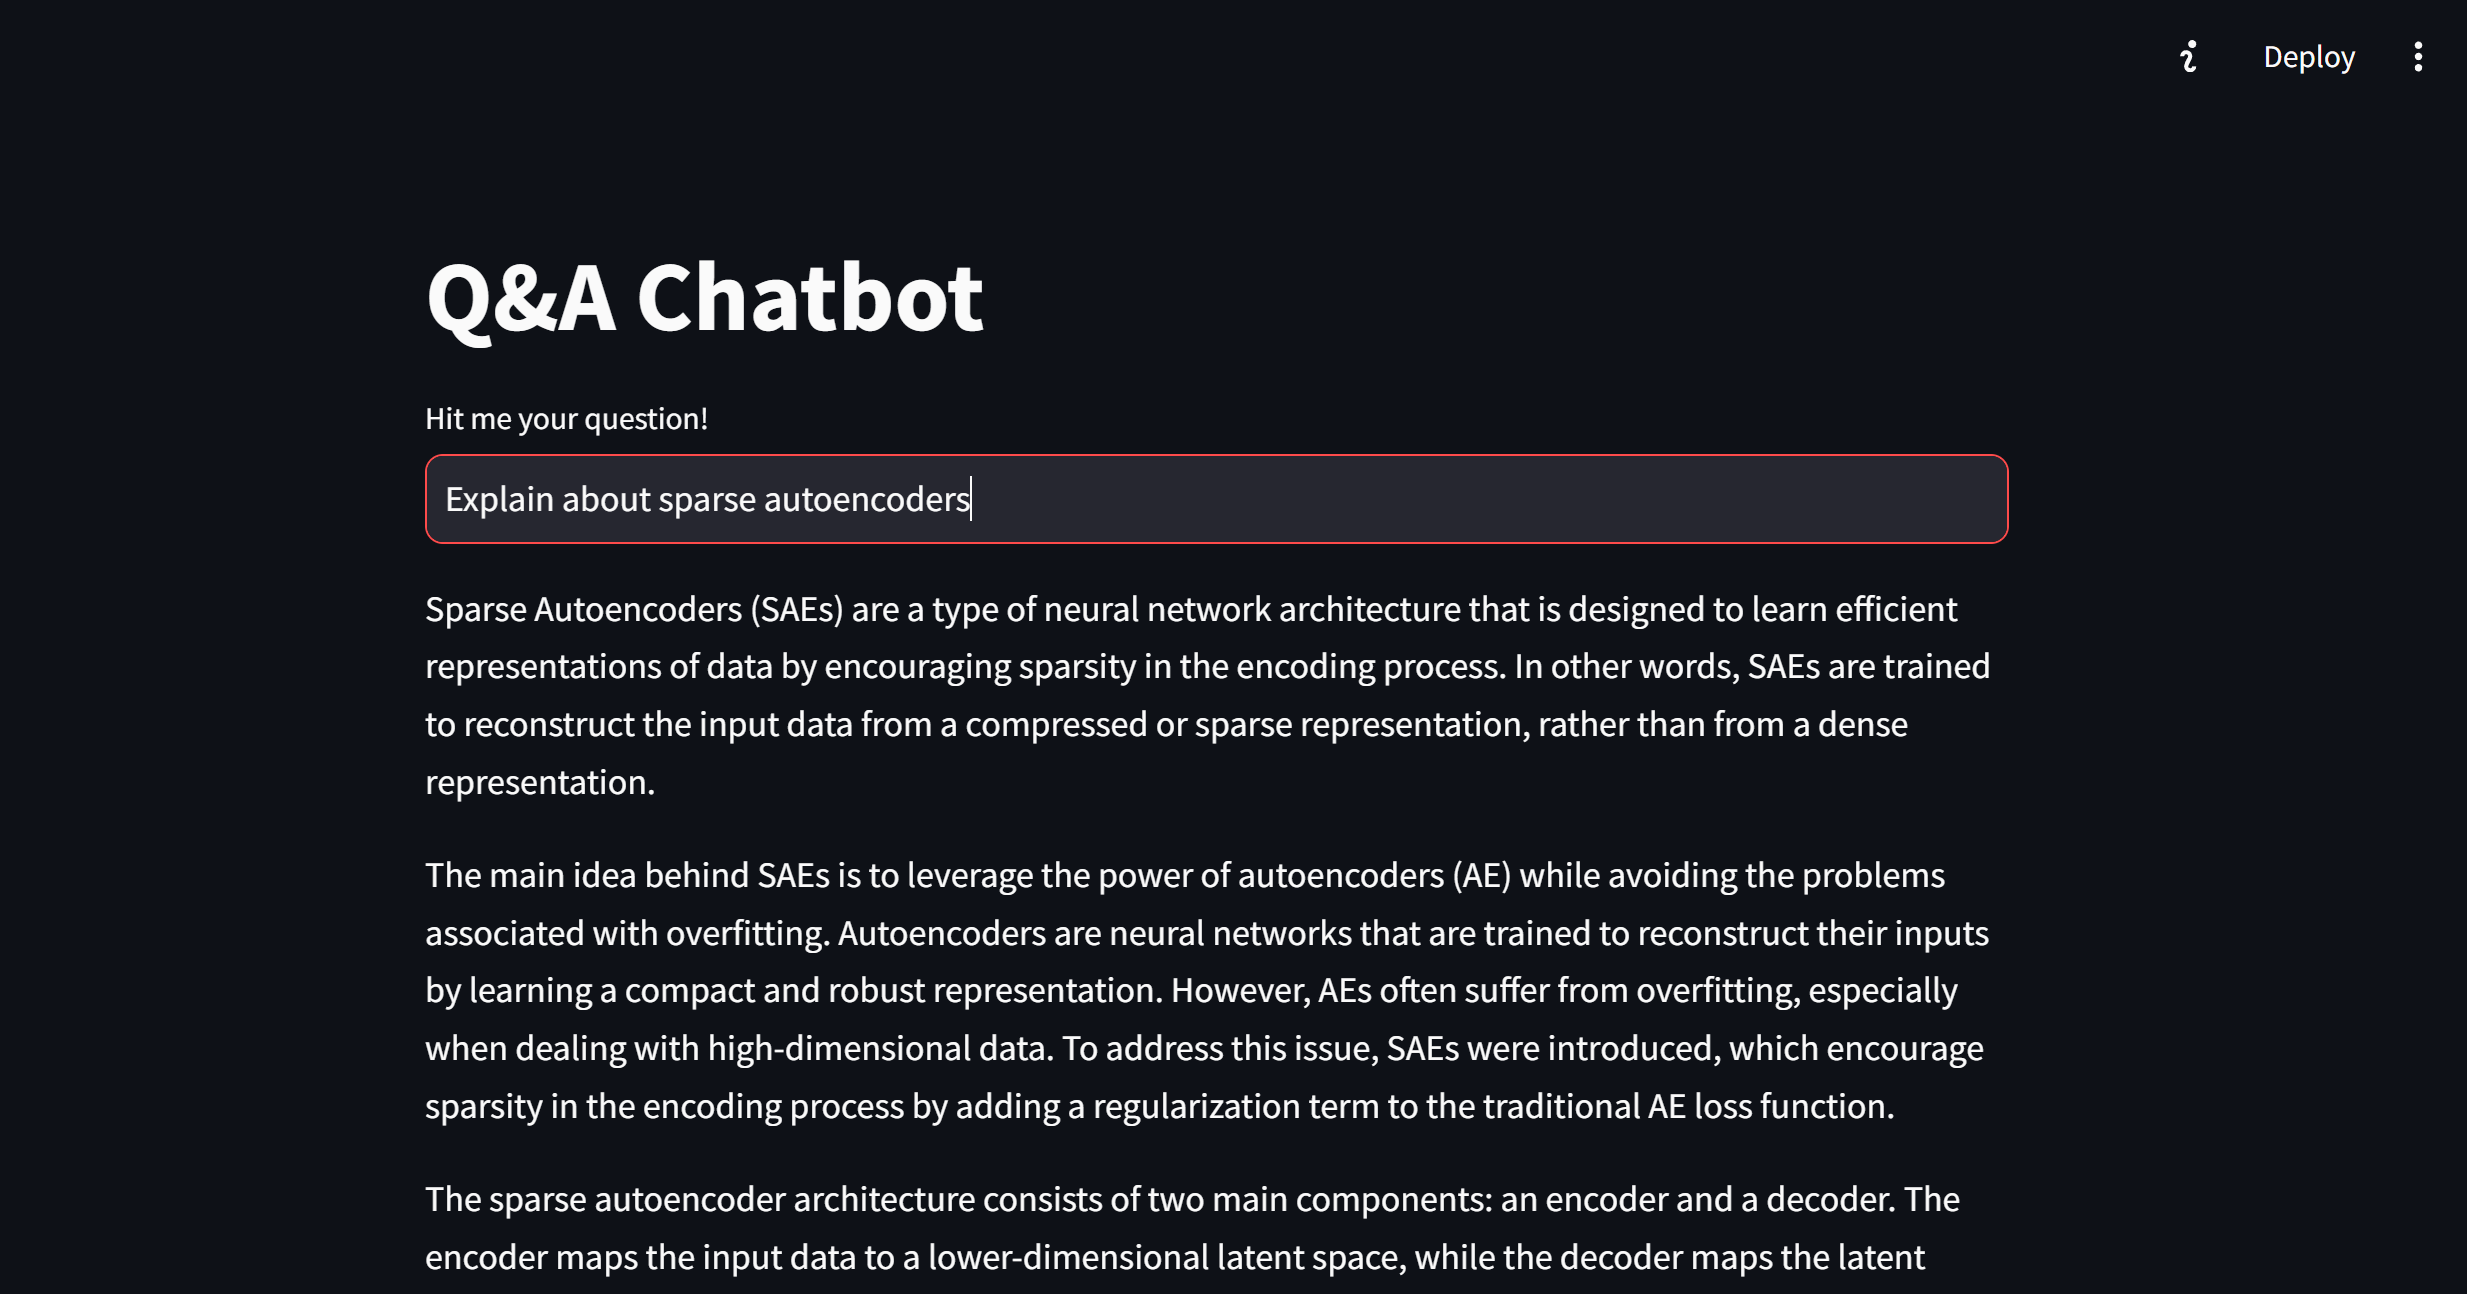 Deploy
Q&A Chatbot
Hit me your question!
Explain about sparse autoencoders
Sparse Autoencoders (SAEs) are a type of neural network architecture that is designed to learn efficient
representations of data by encouraging sparsity in the encoding process. In other words, SAEs are trained
to reconstruct the input data from a compressed or sparse representation, rather than from a dense
representation.
The main idea behind SAEs is to leverage the power of autoencoders (AE) while avoiding the problems
associated with overfitting. Autoencoders are neural networks that are trained to reconstruct their inputs
by learning a compact and robust representation. However, AEs often suffer from overfitting, especially
when dealing with high-dimensional data. To address this issue, SAEs were introduced, which encourage
sparsity in the encoding process by adding a regularization term to the traditional AE loss function.
The sparse autoencoder architecture consists of two main components: an encoder and a decoder. The
encoder maps the input data to a lower-dimensional latent space, while the decoder maps the latent